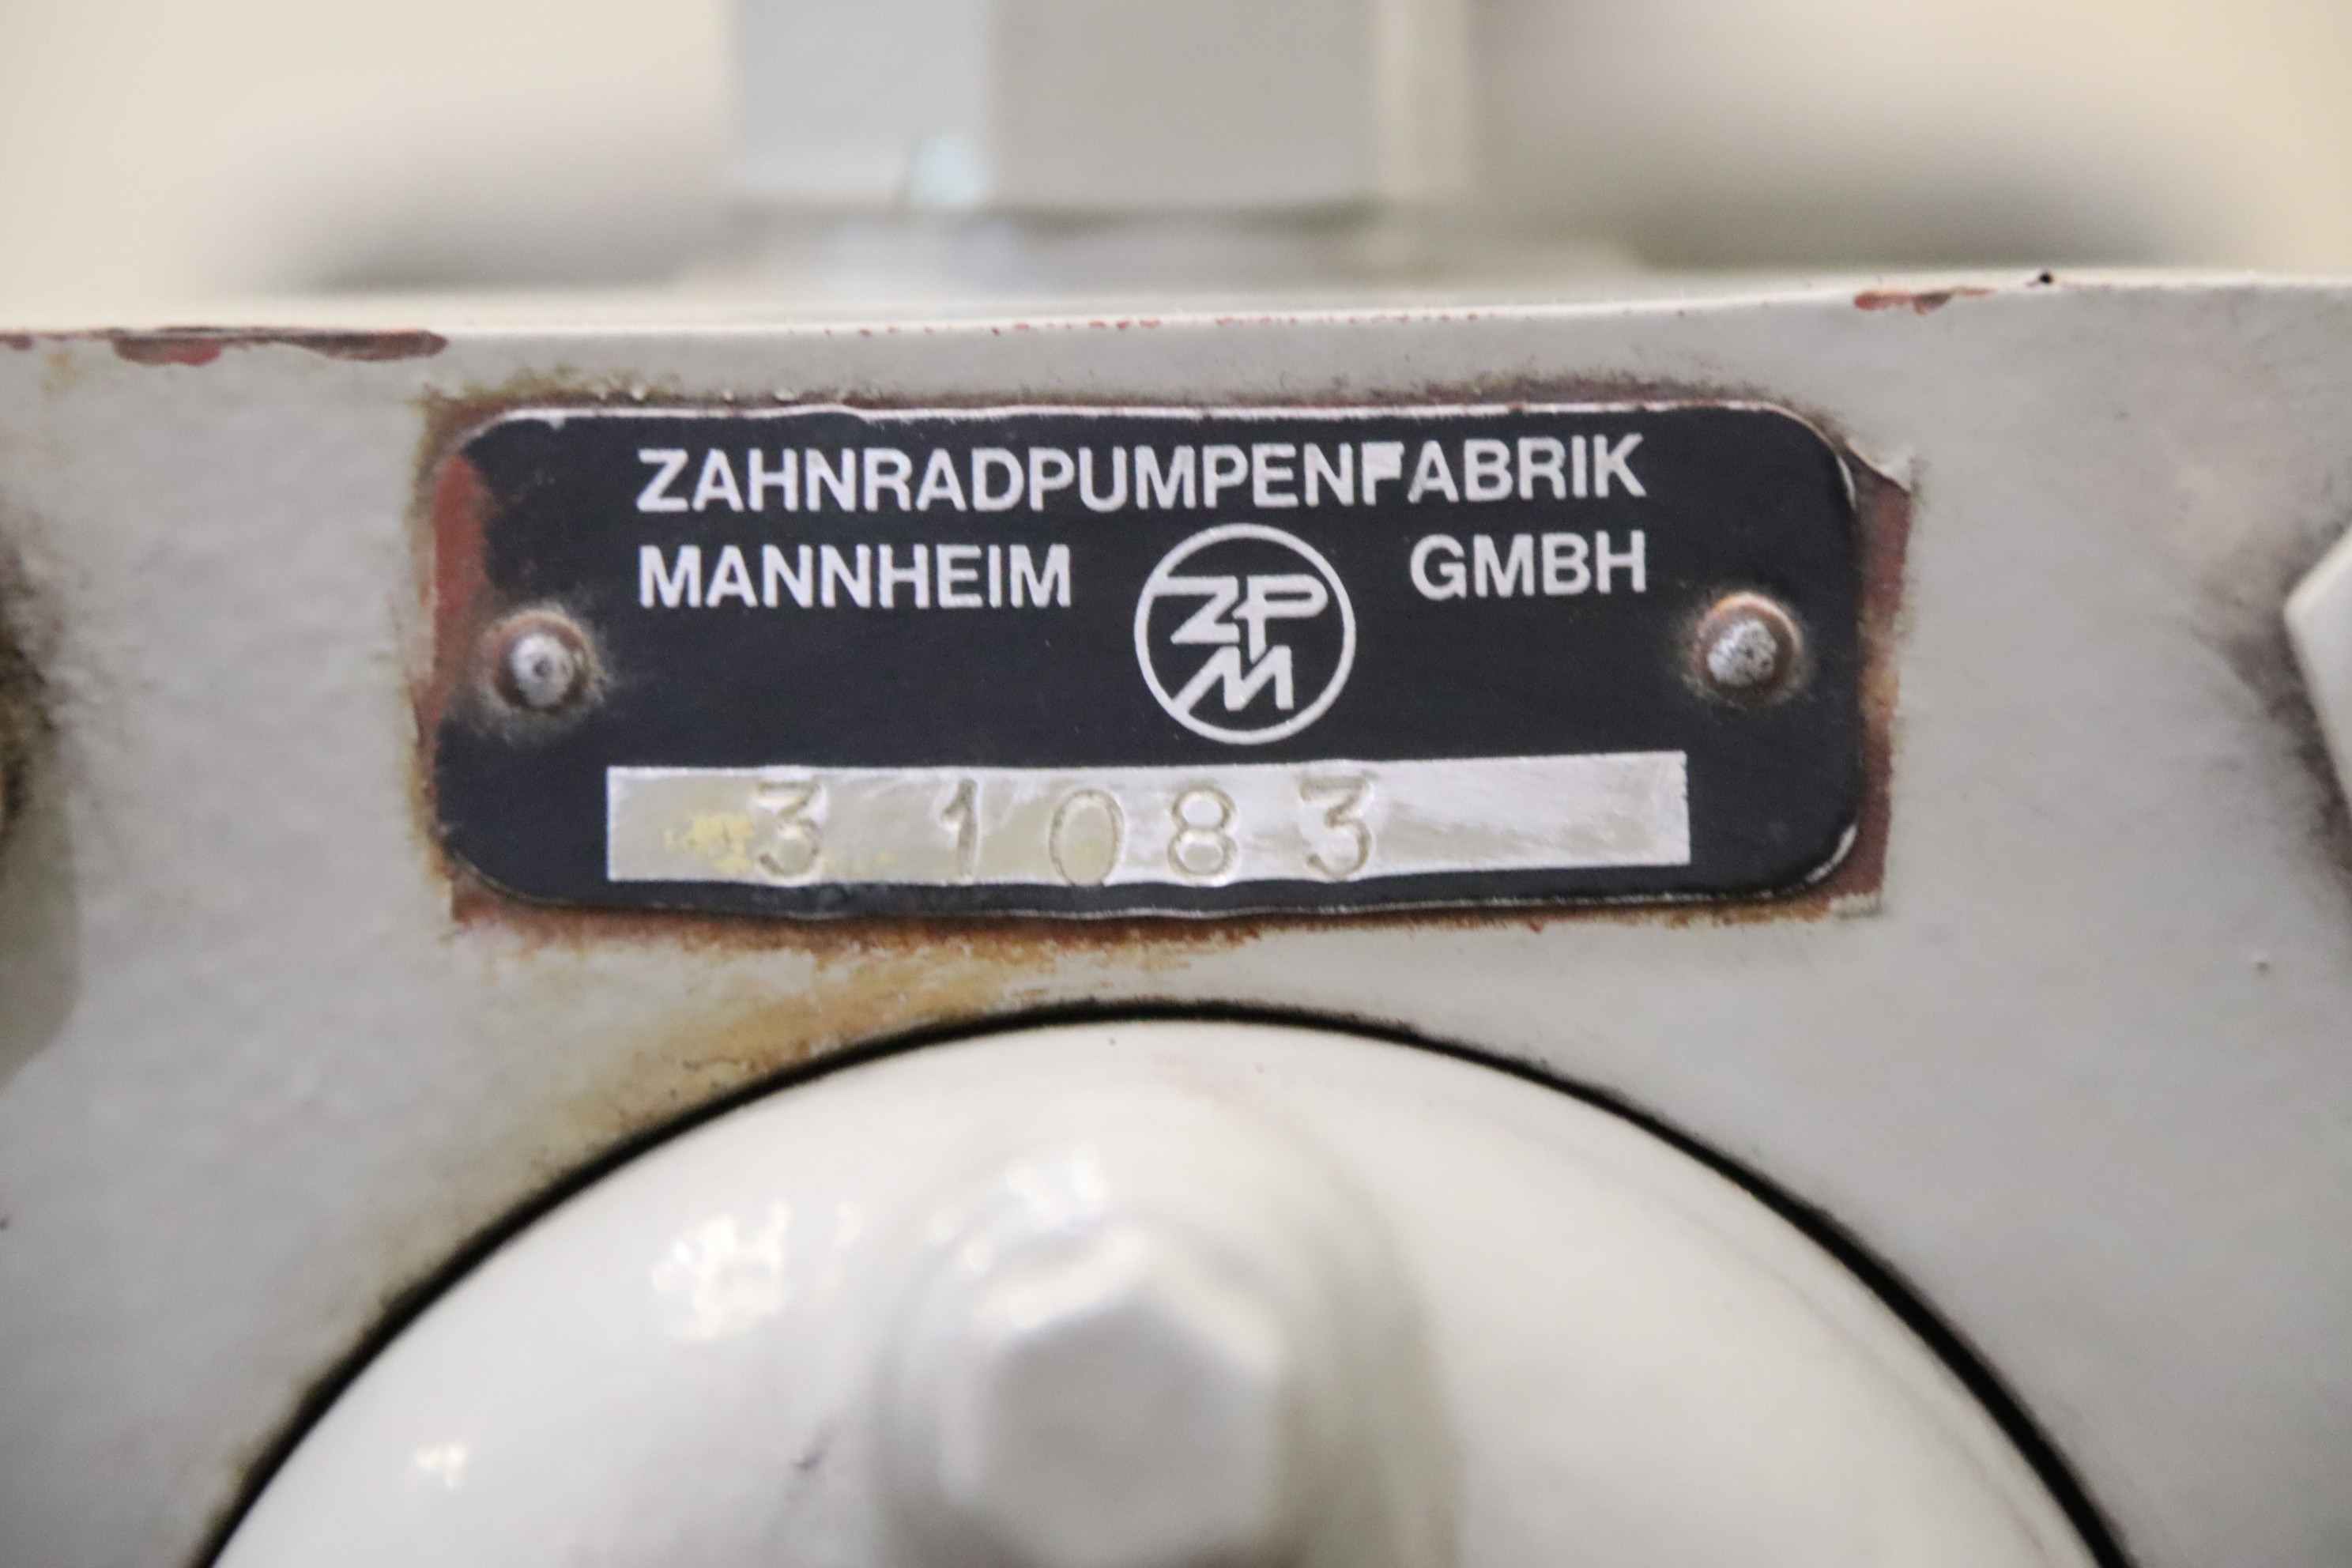 ZAHNRADPUMPENFABRIK
MANNHEIM GMBH
ZPM
31083